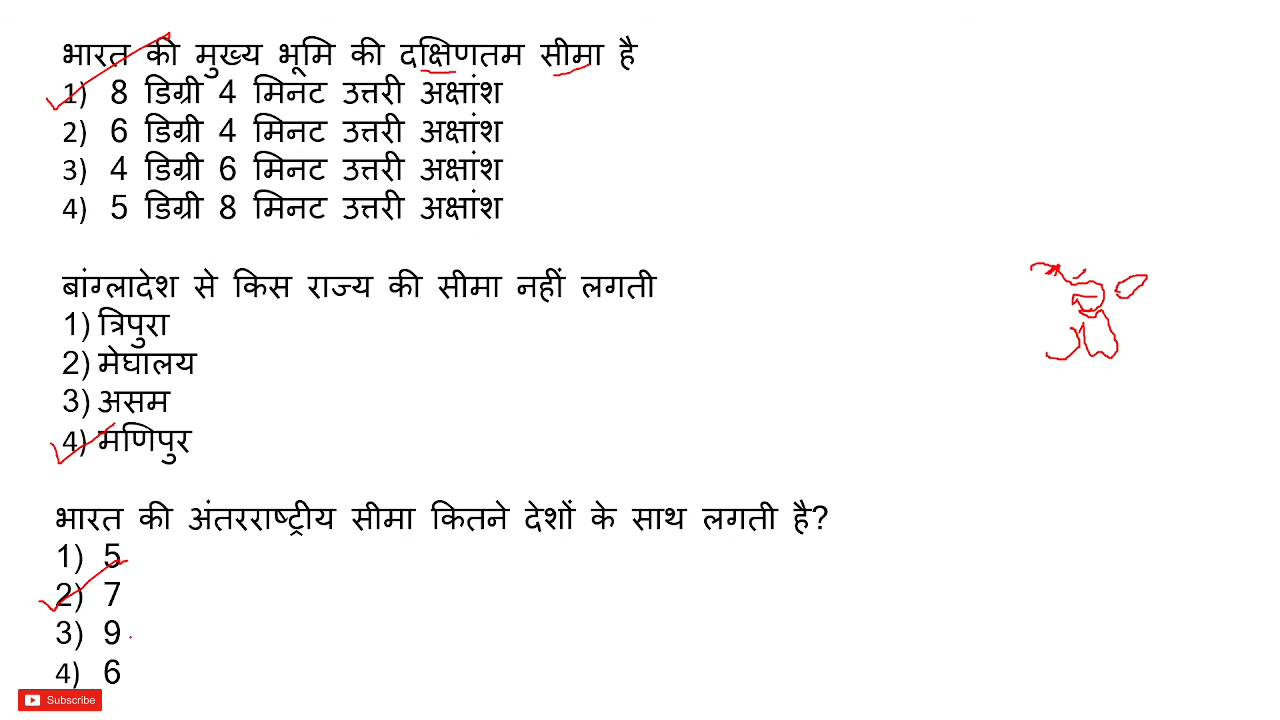 भारत की मुख्य भूमि की दक्षिणतम सीमा है
1) 8 डिग्री 4 मिनट उत्तरी अक्षांश
2) 6 डिग्री 4 मिनट उत्तरी अक्षांश
3) 4 डिग्री 6 मिनट उत्तरी अक्षांश
4) 5 डिग्री 8 मिनट उत्तरी अक्षांश
बांग्लादेश से किस राज्य की सीमा नहीं लगती
1) त्रिपुरा
2) मेघालय
3) असम
4) मणिपुर
भारत की अंतरराष्ट्रीय सीमा कितने देशों के साथ लगती है?
1) 5
2) 7
3) 9
4) 6
Subscribe